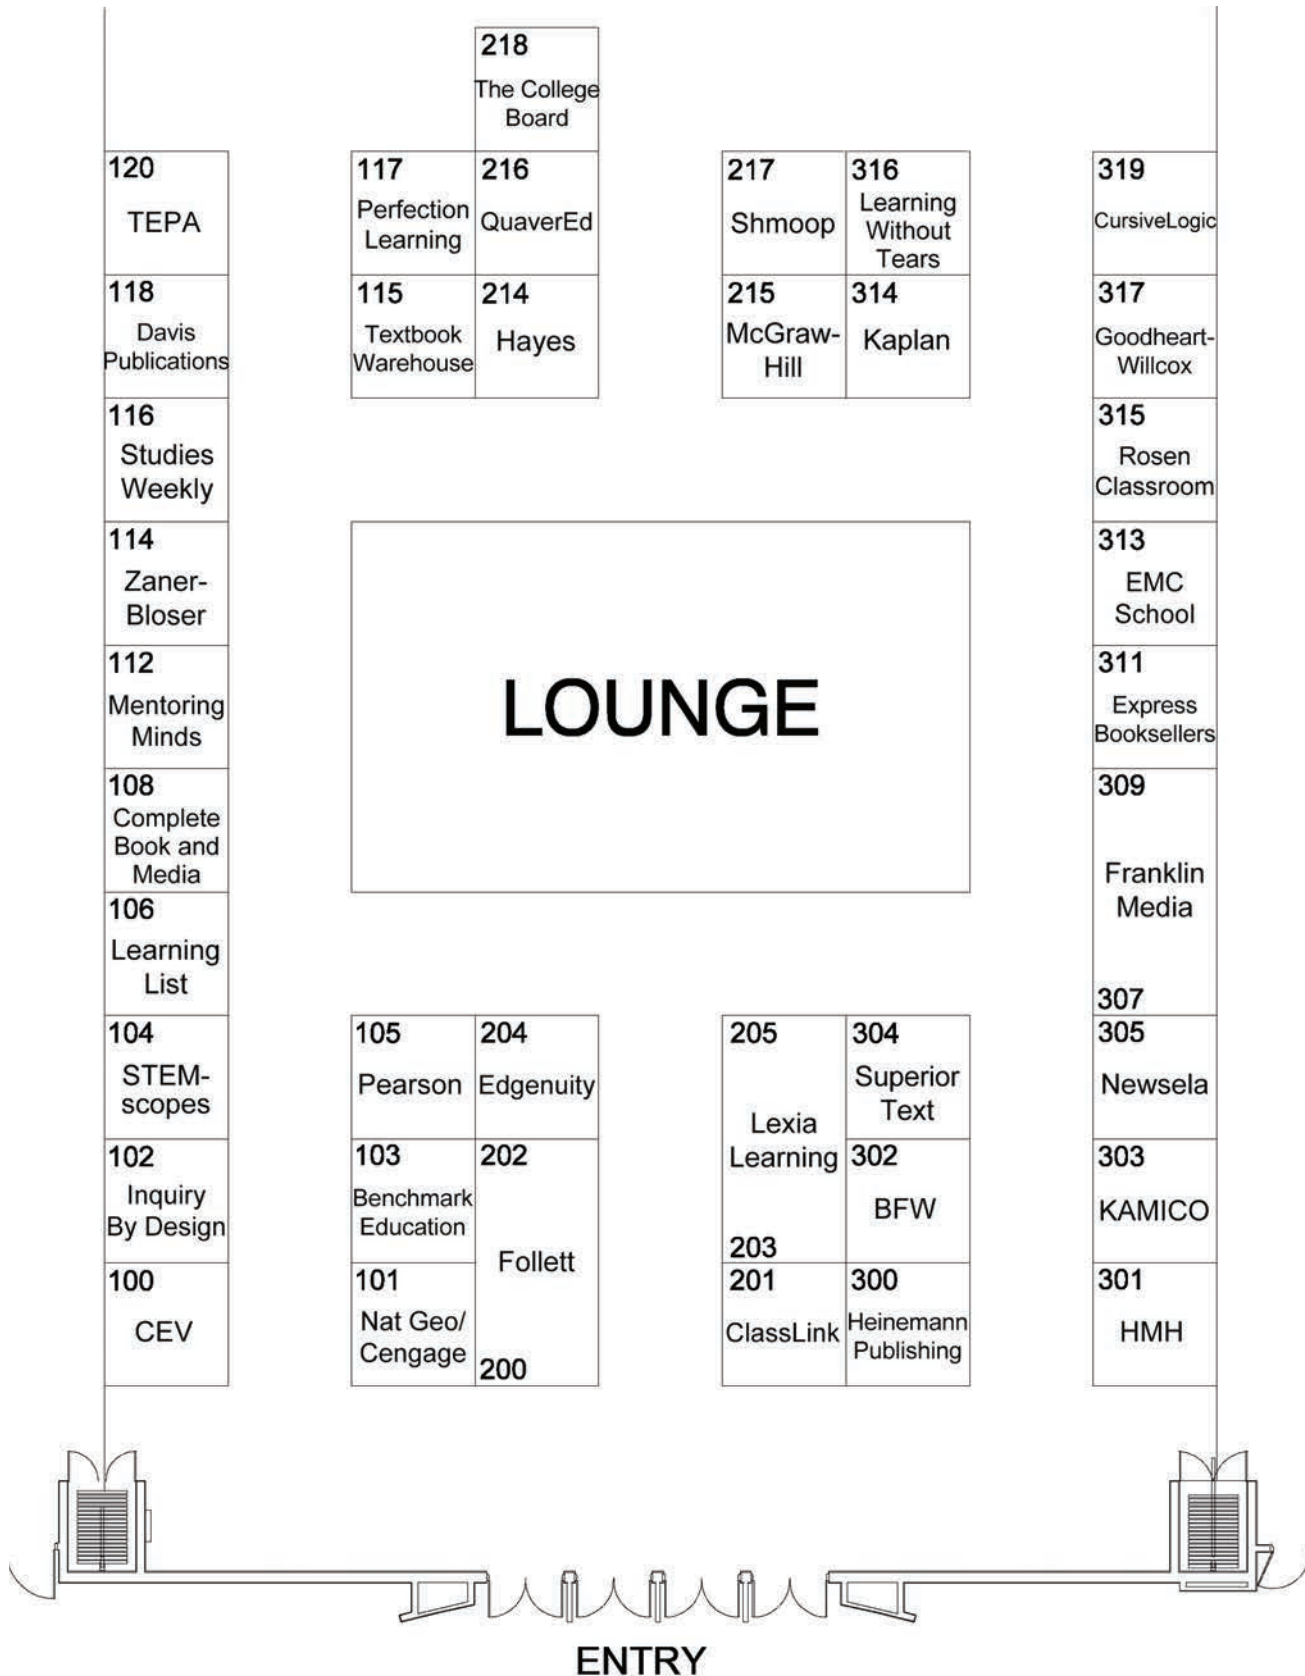 218
The College
Board
120
TEPA
117
Perfection
Learning
216
QuaverEd
217
Shmoop
316
Learning
Without
Tears
319
CursiveLogic
118
Davis
Publications
115
Textbook
Warehouse
214
Hayes
215
McGraw-
Hill
314
Kaplan
317
Goodheart-
Willcox
116
Studies
Weekly
315
Rosen
Classroom
114
Zaner-
Bloser
313
EMC
School
112
Mentoring
Minds
LOUNGE
311
Express
Booksellers
108
Complete
Book and
Media
309
Franklin
Media
307
106
Learning
List
104
STEM-
scopes
105
Pearson
204
Edgenuity
205
Lexia
Learning
203
304
Superior
Text
305
Newsela
102
Inquiry
By Design
103
Benchmark
Education
202
Follett
200
302
BFW
303
KAMICO
100
CEV
101
Nat Geo/
Cengage
201
ClassLink
300
Heinemann
Publishing
301
HMH
ENTRY